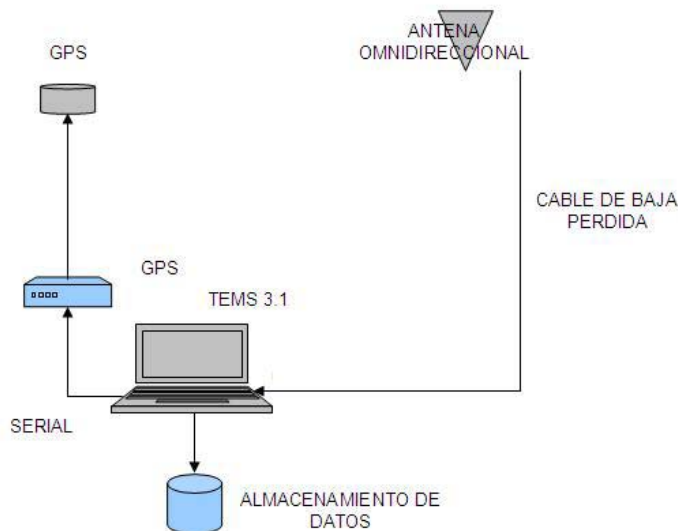 ANTENA
OMNIDIRECCIONAL
GPS
CABLE DE BAJA
PERDIDA
GPS
TEMS 3.1
SERIAL
ALMACENAMIENTO DE
DATOS